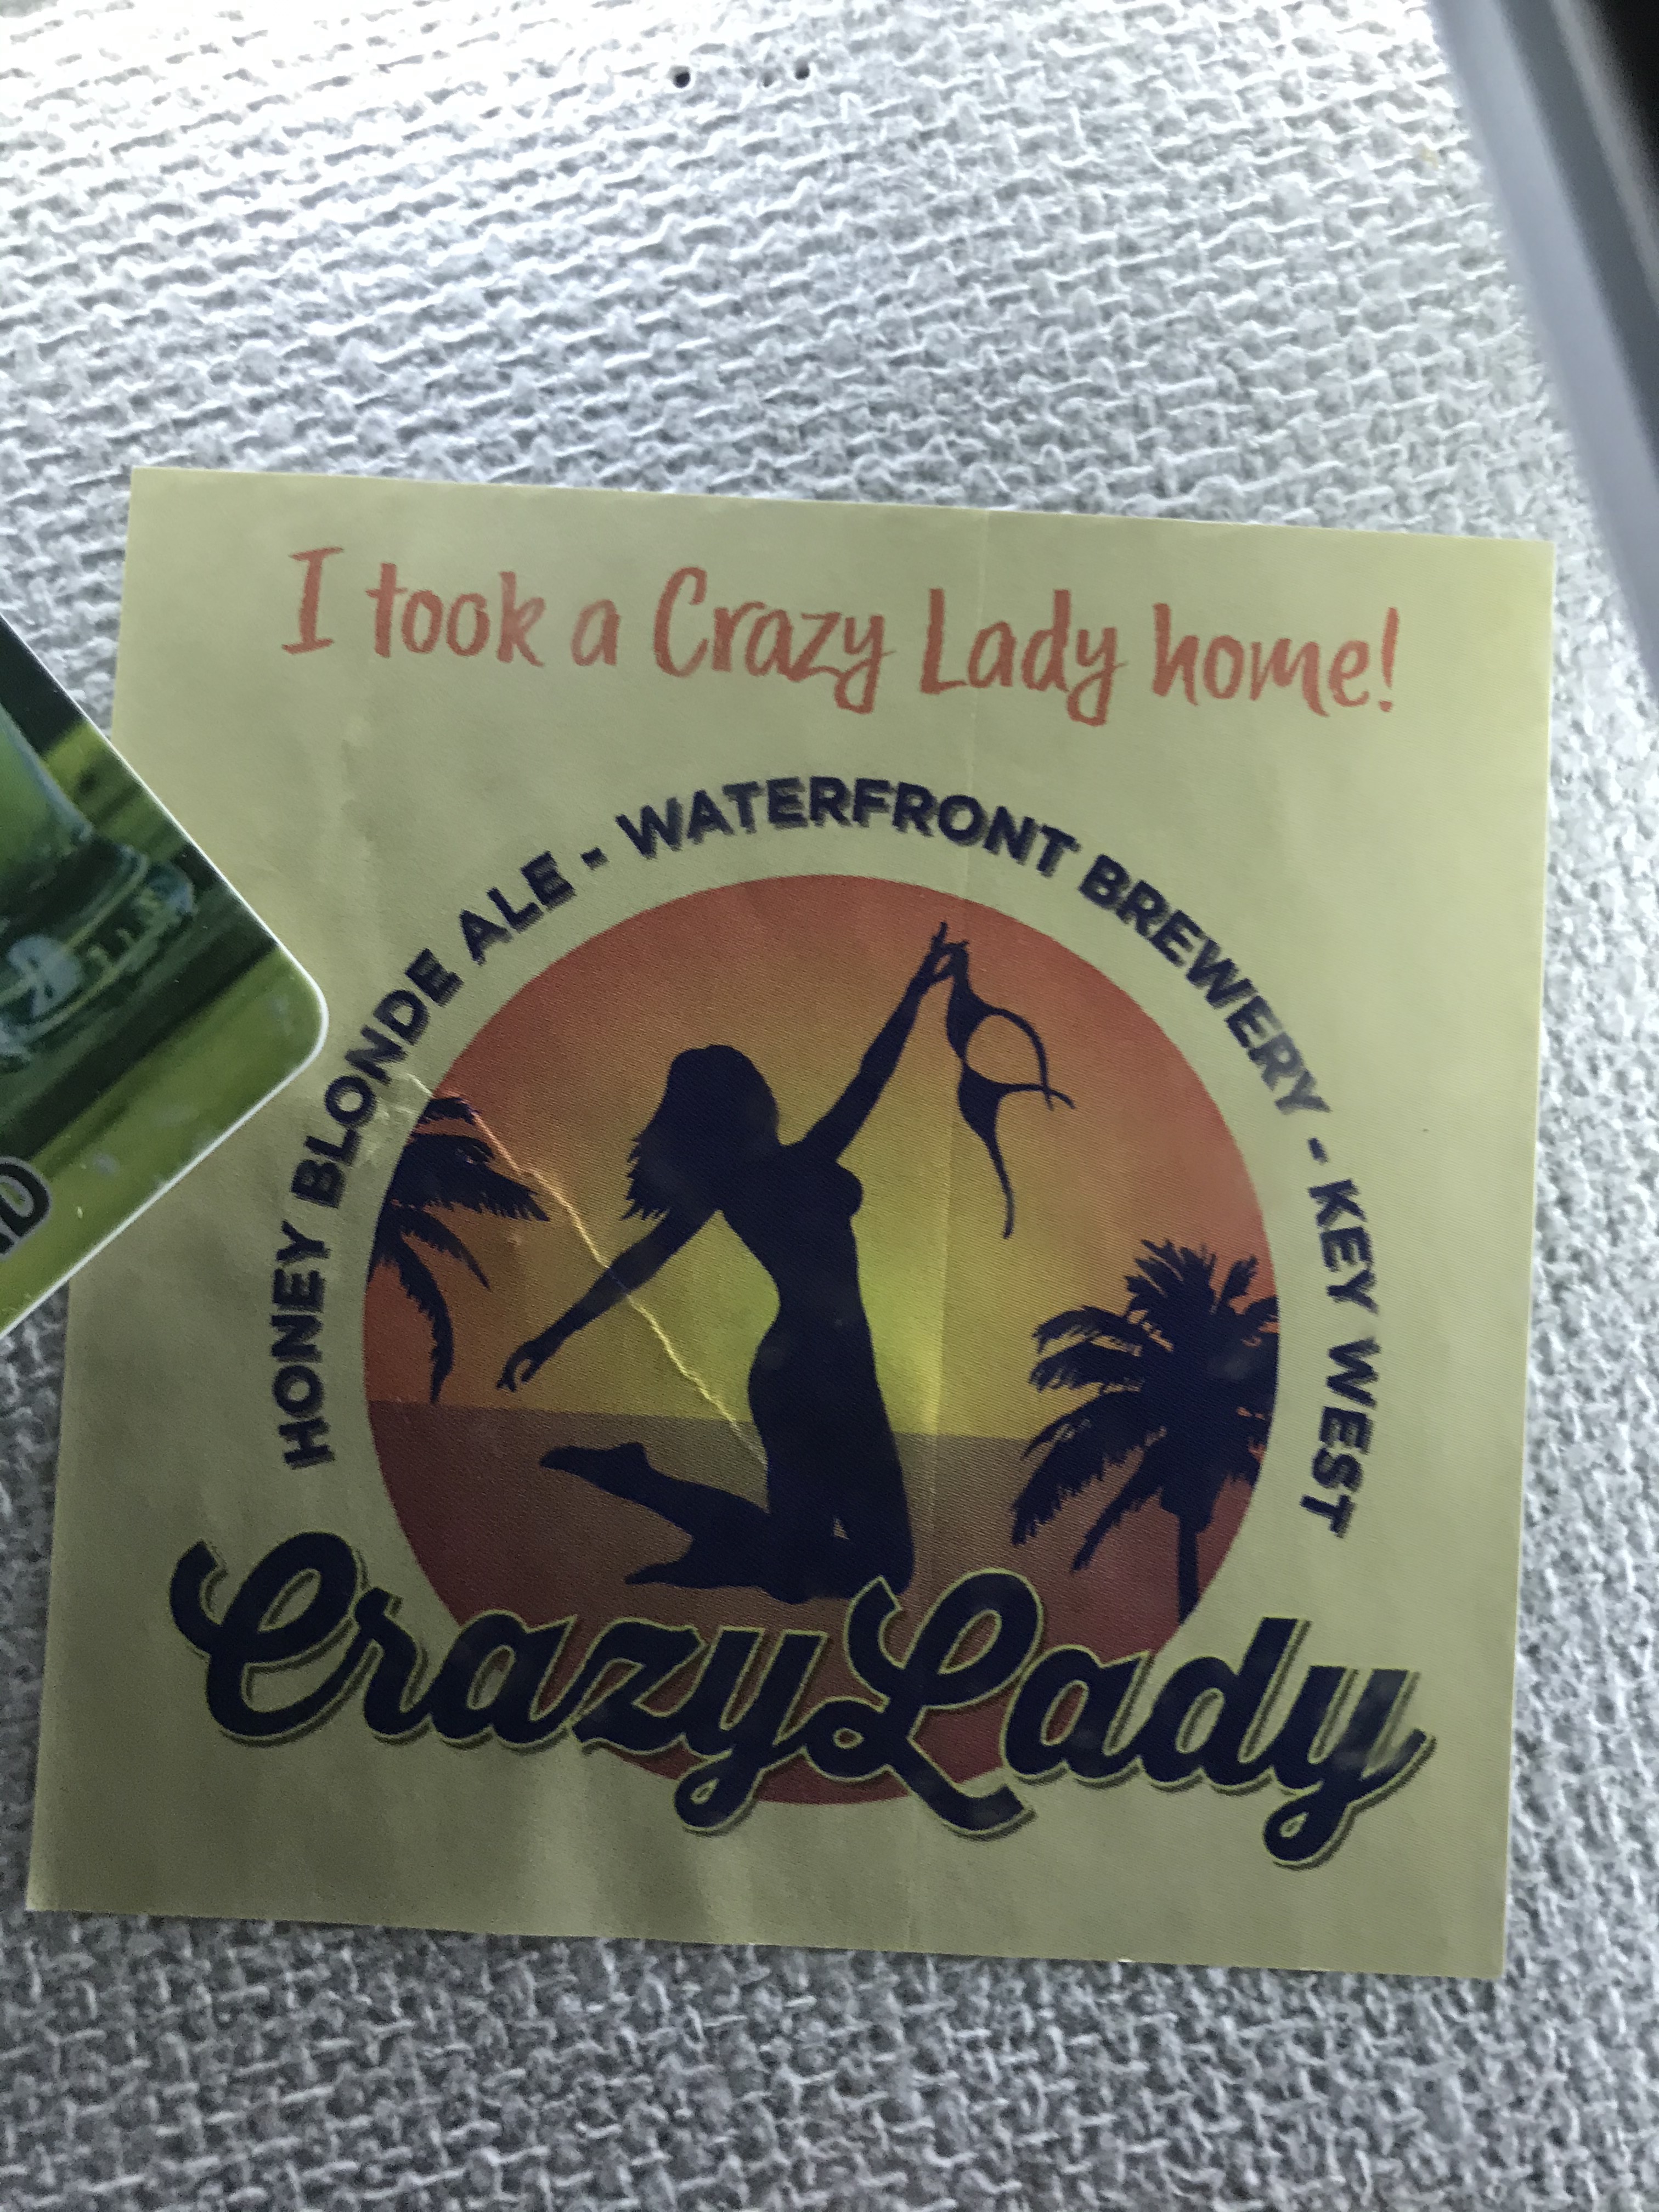 I took a Crazy Lady home!
HONEY BLONDE ALE - WATERFRONT BREWERY - KEY WEST
Crazy Lady